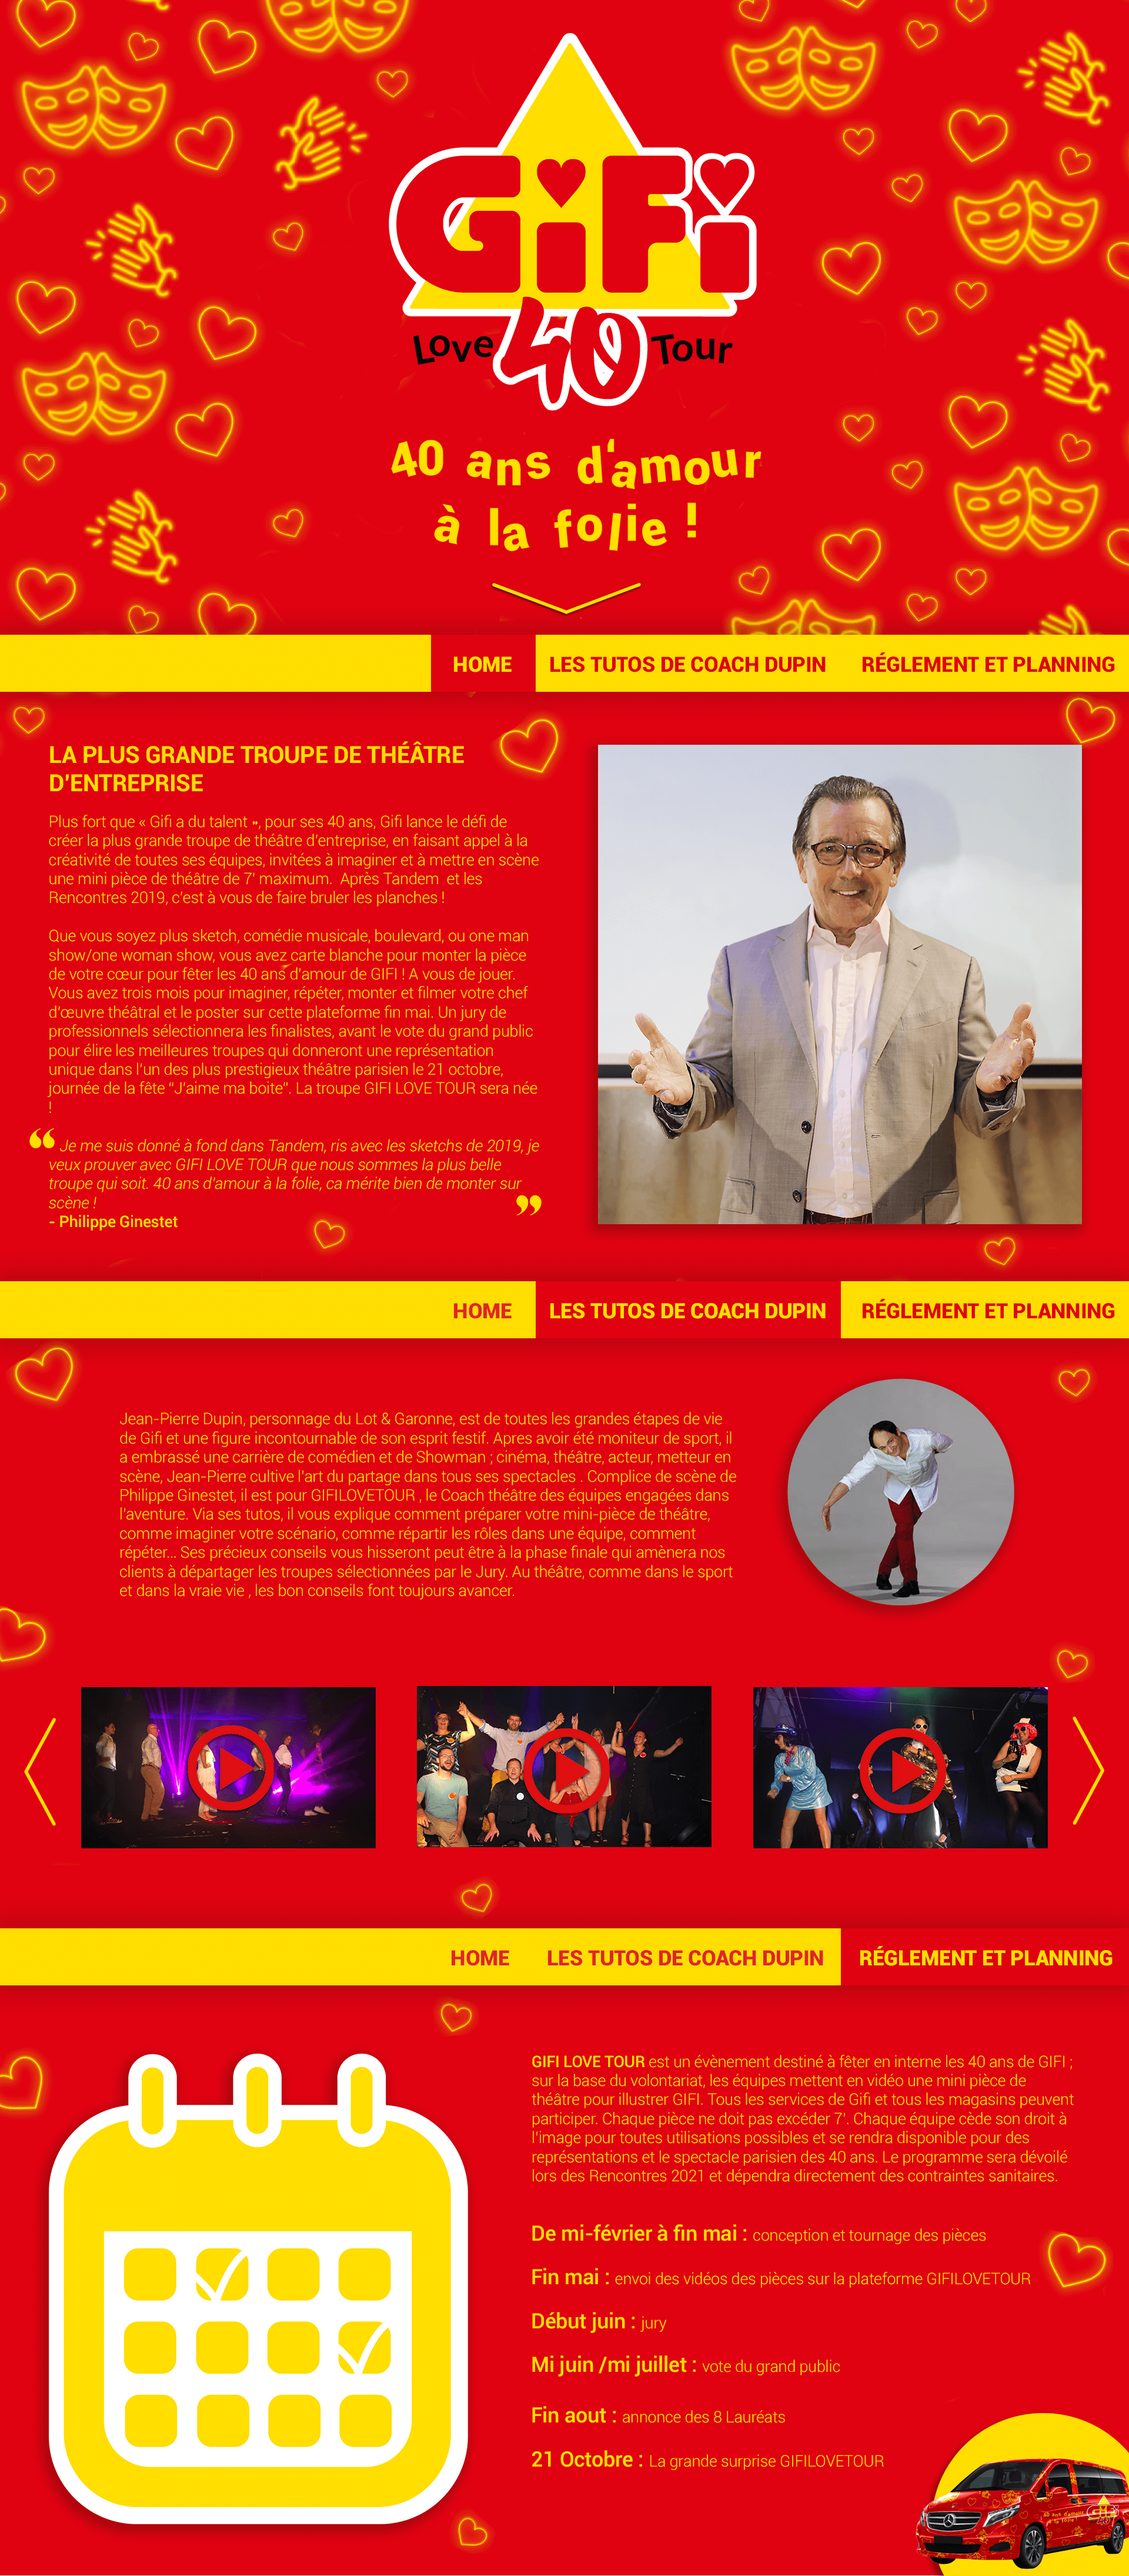 GiFi
Love 40 Tour
40 ans d'amour
à la folie !
HOME LES TUTOS DE COACH DUPIN RÉGLEMENT ET PLANNING
LA PLUS GRANDE TROUPE DE THÉÂTRE
D'ENTREPRISE
Plus fort que « Gifi a du talent », pour ses 40 ans, Gifi lance le défi de
créer la plus grande troupe de théâtre d'entreprise, en faisant appel à la
créativité de toutes ses équipes, invitées à imaginer et à mettre en scène
une mini pièce de théâtre de 7' maximum. Après Tandem et les
Rencontres 2019, c'est à vous de faire bruler les planches !
Que vous soyez plus sketch, comédie musicale, boulevard, ou one man
show/one woman show, vous avez carte blanche pour monter la pièce
de votre cœur pour fêter les 40 ans d'amour de GIFI ! A vous de jouer.
Vous avez trois mois pour imaginer, répéter, monter et filmer votre chef
d'œuvre théâtral et le poster sur cette plateforme fin mai. Un jury de
professionnels sélectionnera les finalistes, avant le vote du grand public
pour élire les meilleures troupes qui donneront une représentation
unique dans l'un des plus prestigieux théâtre parisien le 21 octobre,
journée de la fête "J'aime ma boite". La troupe GIFI LOVE TOUR sera née
!
“ Je me suis donné à fond dans Tandem, ris avec les sketchs de 2019, je
veux prouver avec GIFI LOVE TOUR que nous sommes la plus belle
troupe qui soit. 40 ans d'amour à la folie, ca mérite bien de monter sur
scène ! ”
- Philippe Ginestet
HOME LES TUTOS DE COACH DUPIN RÉGLEMENT ET PLANNING
Jean-Pierre Dupin, personnage du Lot & Garonne, est de toutes les grandes étapes de vie
de Gifi et une figure incontournable de son esprit festif. Apres avoir été moniteur de sport, il
a embrassé une carrière de comédien et de Showman ; cinéma, théâtre, acteur, metteur en
scène, Jean-Pierre cultive l'art du partage dans tous ses spectacles . Complice de scène de
Philippe Ginestet, il est pour GIFILOVETOUR , le Coach théâtre des équipes engagées dans
l'aventure. Via ses tutos, il vous explique comment préparer votre mini-pièce de théâtre,
comme imaginer votre scénario, comme répartir les rôles dans une équipe, comment
répéter... Ses précieux conseils vous hisseront peut être à la phase finale qui amènera nos
clients à départager les troupes sélectionnées par le Jury. Au théâtre, comme dans le sport
et dans la vraie vie , les bon conseils font toujours avancer.
HOME LES TUTOS DE COACH DUPIN RÉGLEMENT ET PLANNING
GIFI LOVE TOUR est un évènement destiné à fêter en interne les 40 ans de GIFI ;
sur la base du volontariat, les équipes mettent en vidéo une mini pièce de
théâtre pour illustrer GIFI. Tous les services de Gifi et tous les magasins peuvent
participer. Chaque pièce ne doit pas excéder 7'. Chaque équipe cède son droit à
l'image pour toutes utilisations possibles et se rendra disponible pour des
représentations et le spectacle parisien des 40 ans. Le programme sera dévoilé
lors des Rencontres 2021 et dépendra directement des contraintes sanitaires.
De mi-février à fin mai : conception et tournage des pièces
Fin mai : envoi des vidéos des pièces sur la plateforme GIFILOVETOUR
Début juin : jury
Mi juin /mi juillet : vote du grand public
Fin aout : annonce des 8 Lauréats
21 Octobre : La grande surprise GIFILOVETOUR